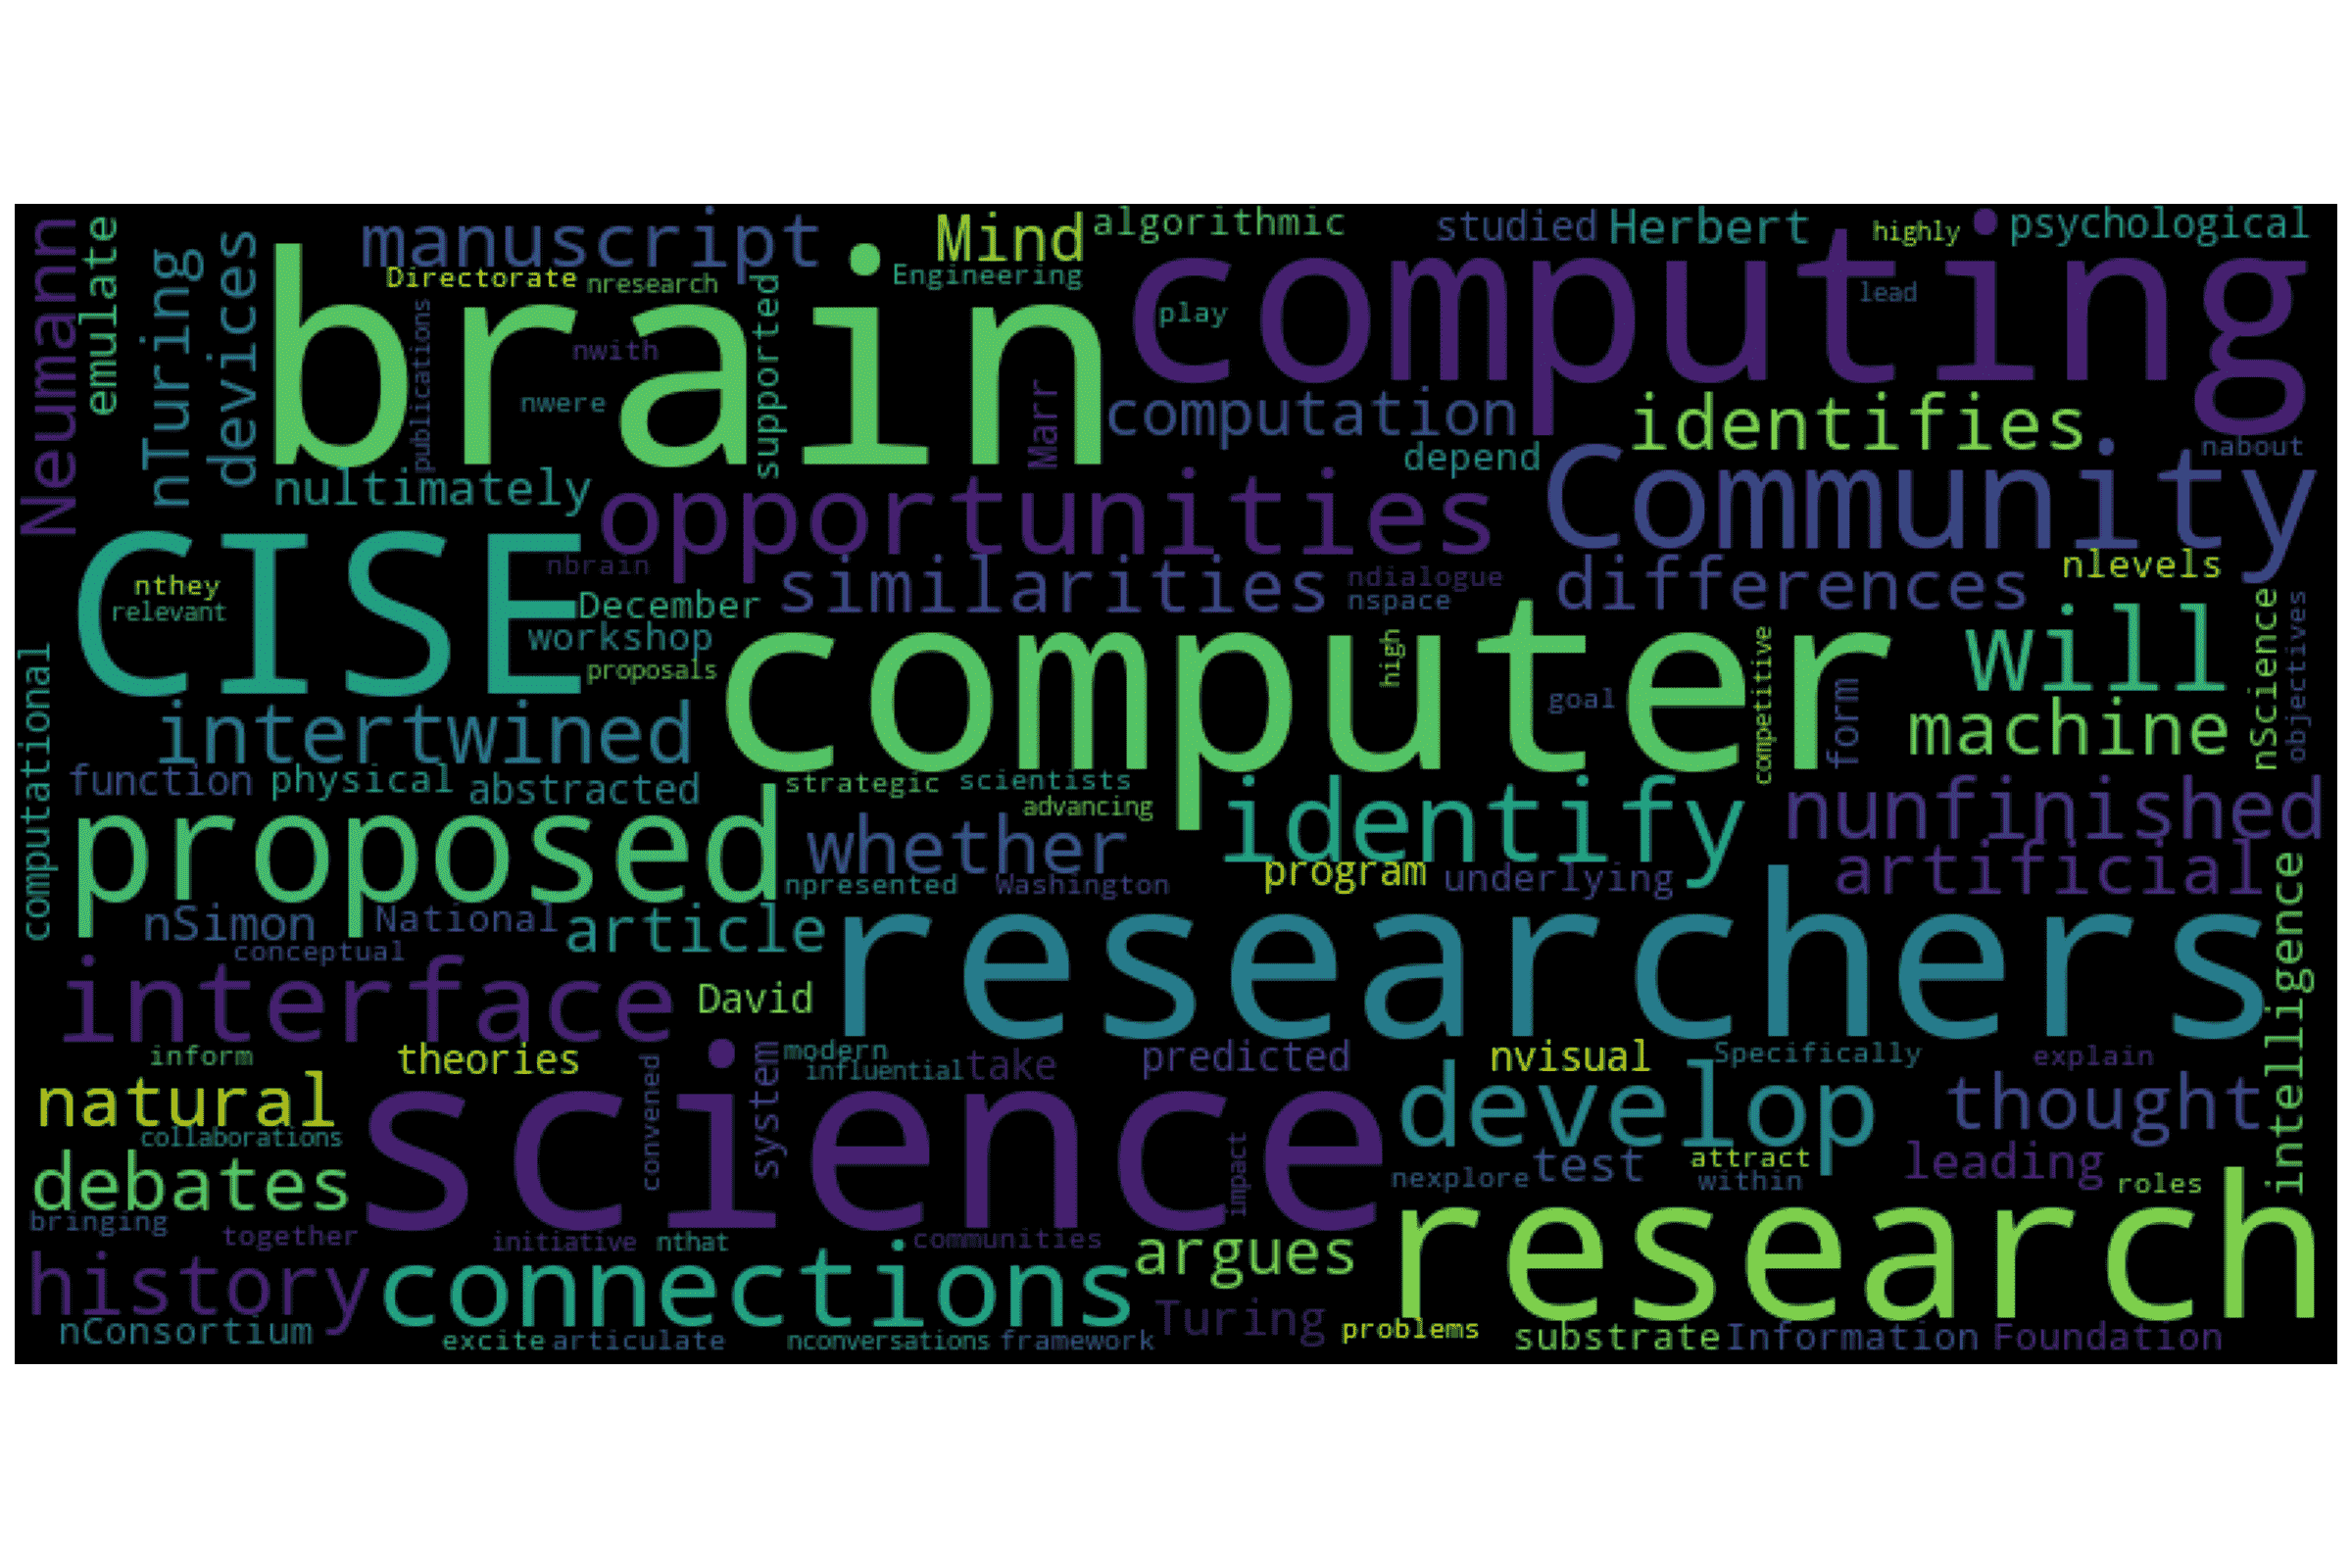 Neumann
emulate
nTuring
devices
manuscript
Directorate
nresearch
publications
nwith
nwere
supported
brain
Mind
algorithmic
Engineering
studied
Herbert
highly
psychological
play
lead
computing
Marr
computation
depend
identifies
nabout
nultimately
opportunities
Community
CISE
nthey
relevant
nbrain
December
workshop
proposals
similarities
ndialogue
nspace
differences
nlevels
nScience
objectives
computer
high
goal
competitive
form
will
machine
computational
intertwined
function
physical
abstracted
strategic
scientists
advancing
identify
nunfinished
artificial
proposed
whether
npresented
Washington
program
underlying
nSimon
National
conceptual
article
researchers
intelligence
interface
David
inform
theories
convened
system
modern
influential
take
predicted
nvisual
Specifically
explain
natural
collaborations
science
impact
develop
thought
debates
nexplore
test
attract
within
leading
roles
bringing
together
initiative
nthat
communities
argues
research
history
connections
nConsortium
excite
articulate
nconversations
framework
Turing
problems
substrate
Information
Foundation